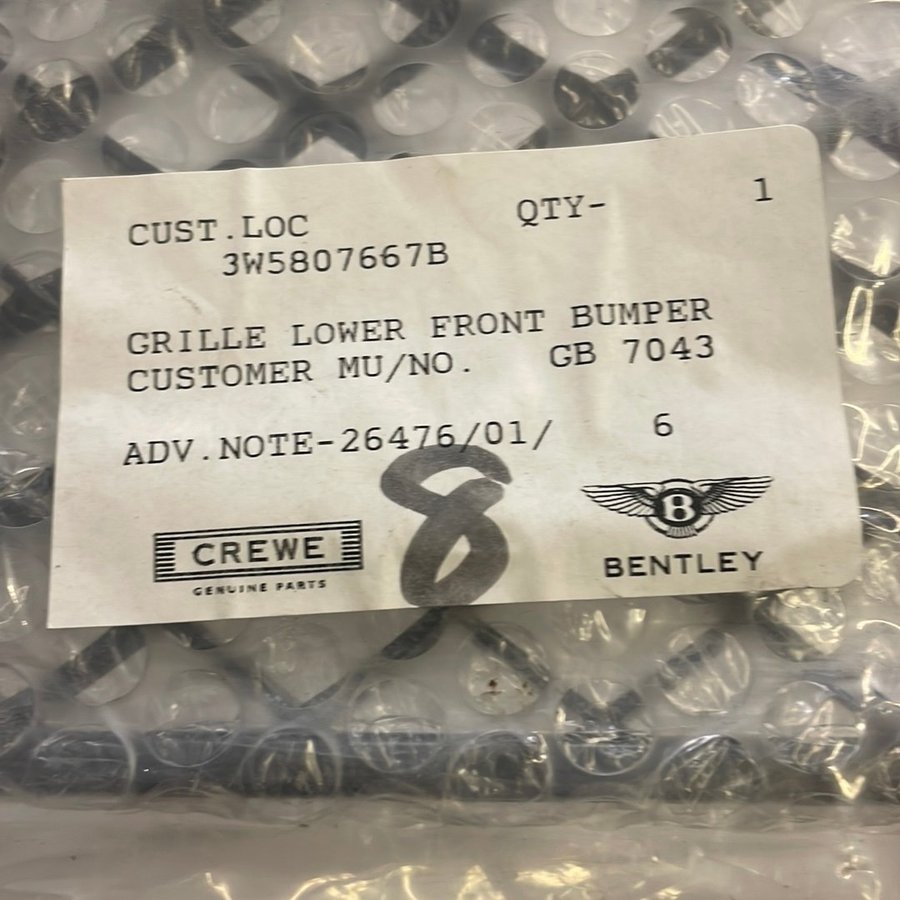 CUST.LOC QTY- 1
3W5807667B
GRILLE LOWER FRONT BUMPER
CUSTOMER MU/NO. GB 7043
ADV.NOTE-26476/01/ 6
8
CREWE
GENUINE PARTS
B
BENTLEY